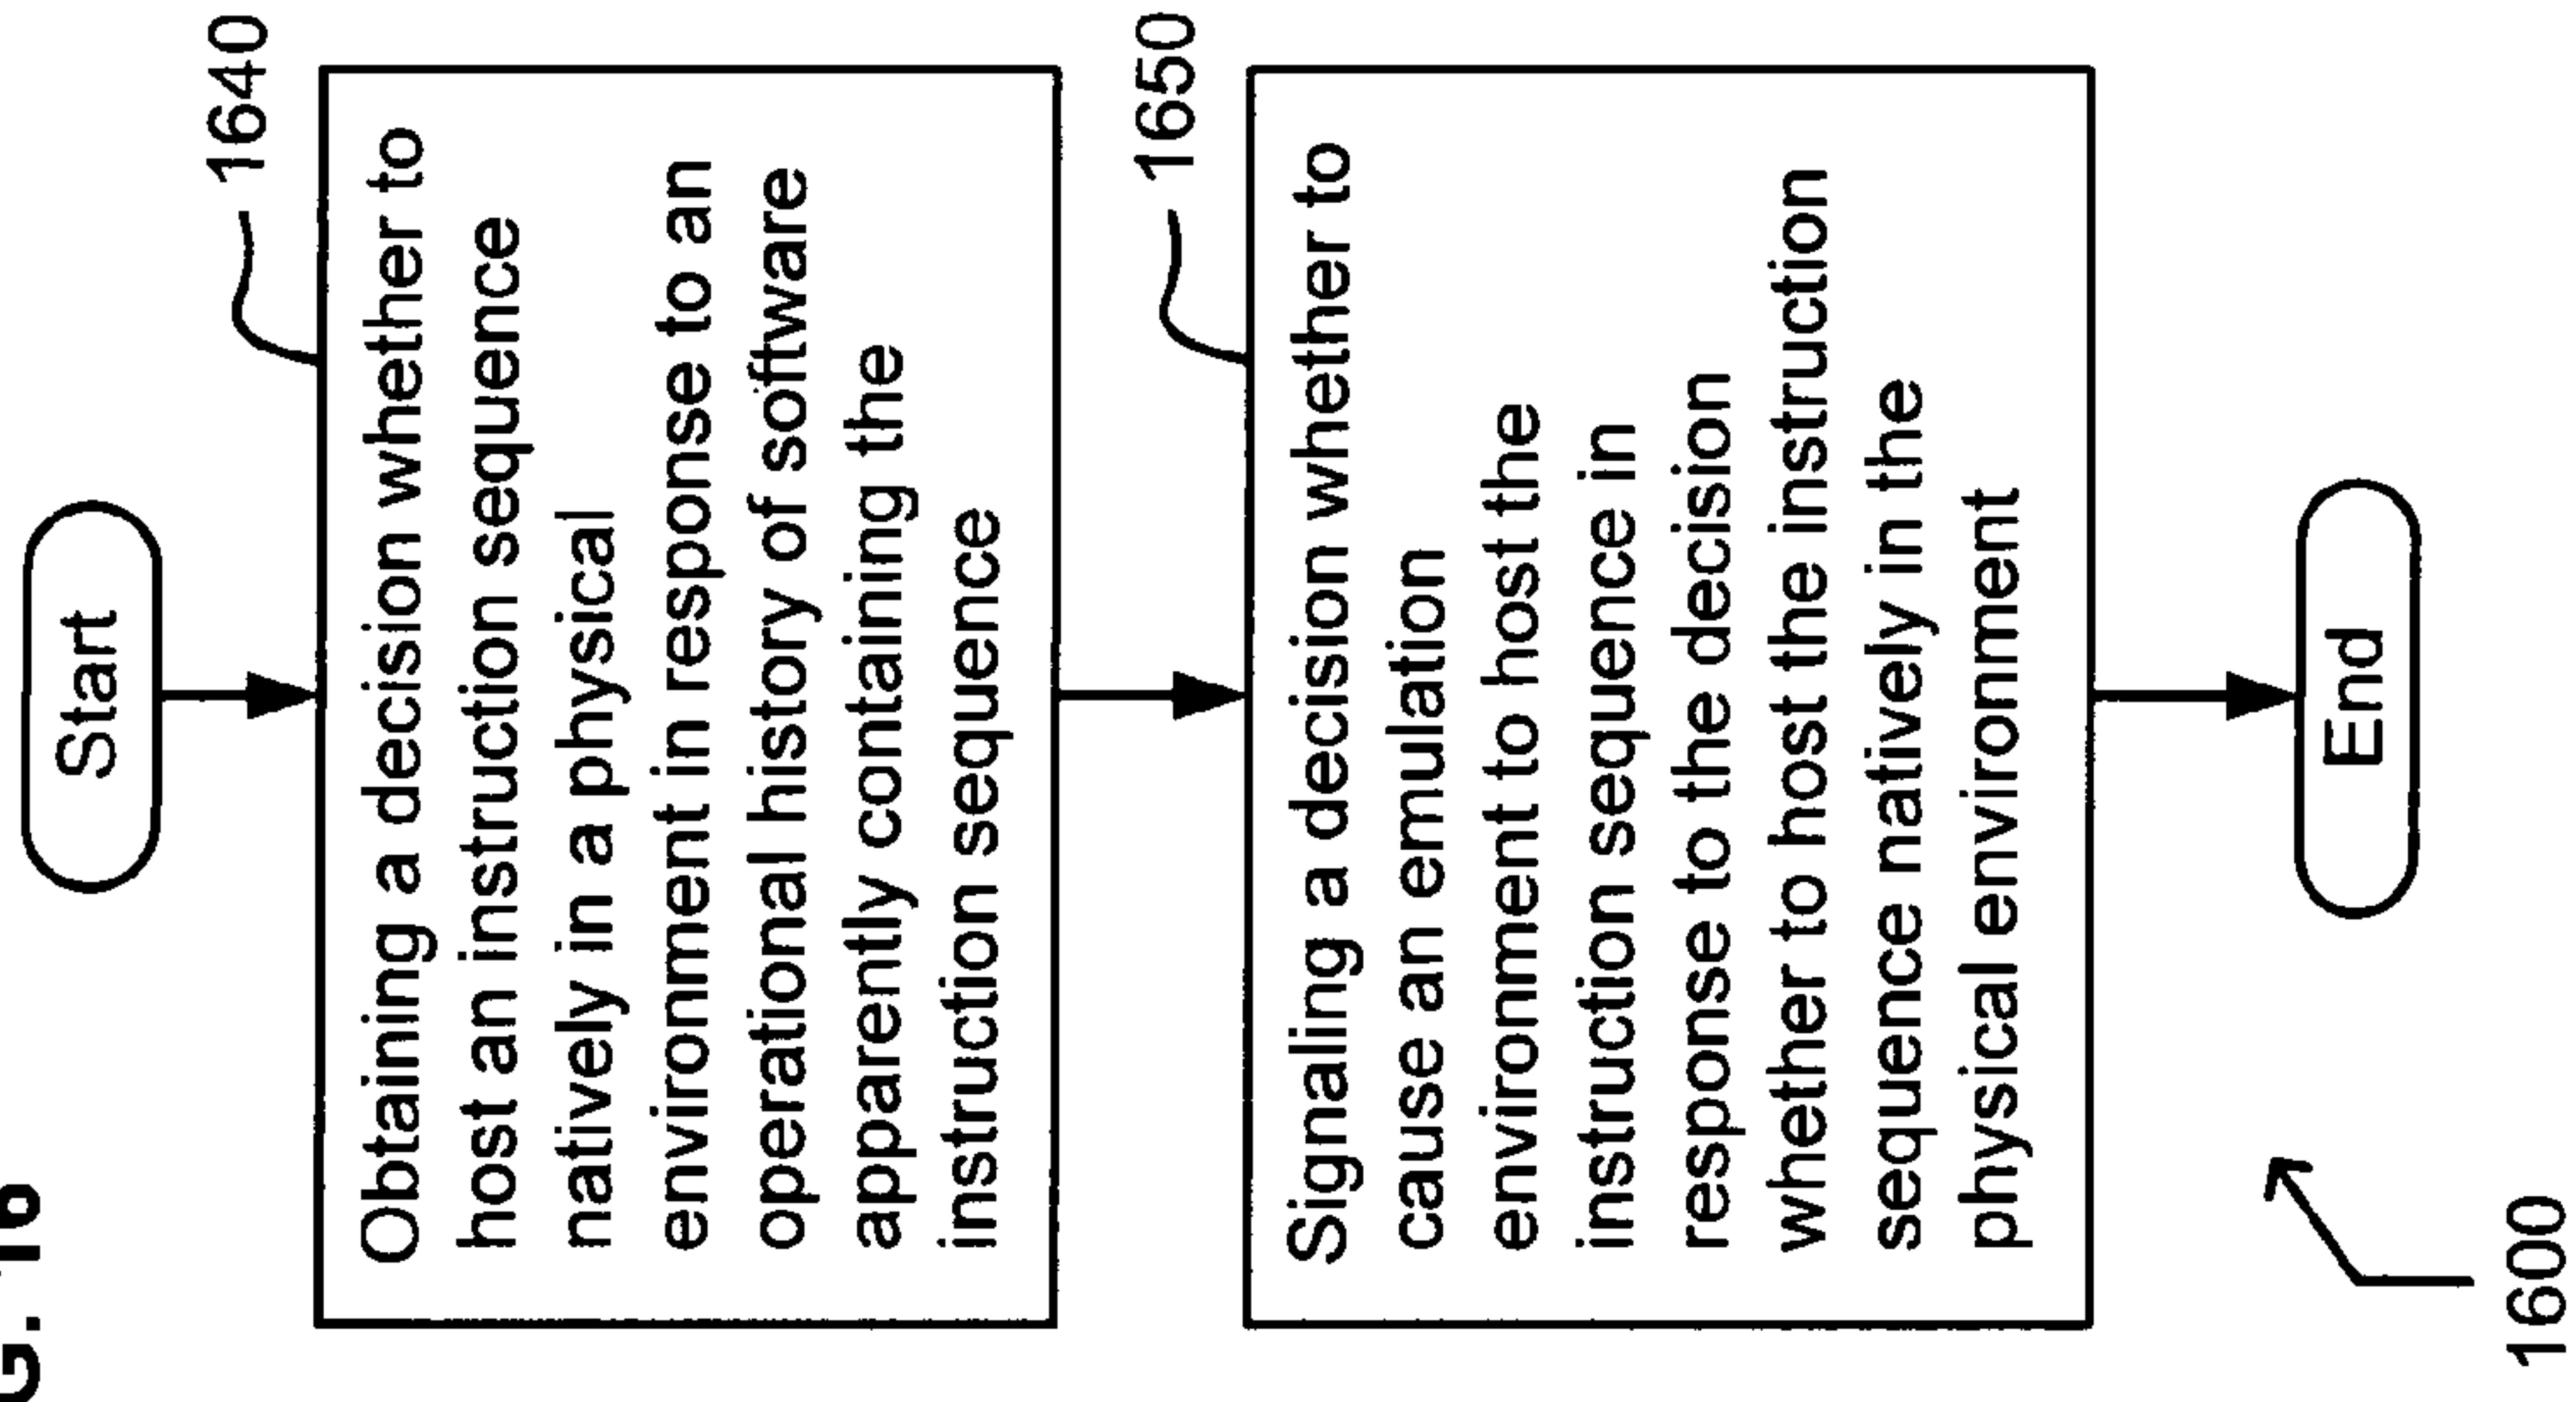 G. 16
Start
1640
Obtaining a decision whether to
host an instruction sequence
natively in a physical
environment in response to an
operational history of software
apparently containing the
instruction sequence
1650
Signaling a decision whether to
cause an emulation
environment to host the
instruction sequence in
response to the decision
whether to host the instruction
sequence natively in the
physical environment
End
1600